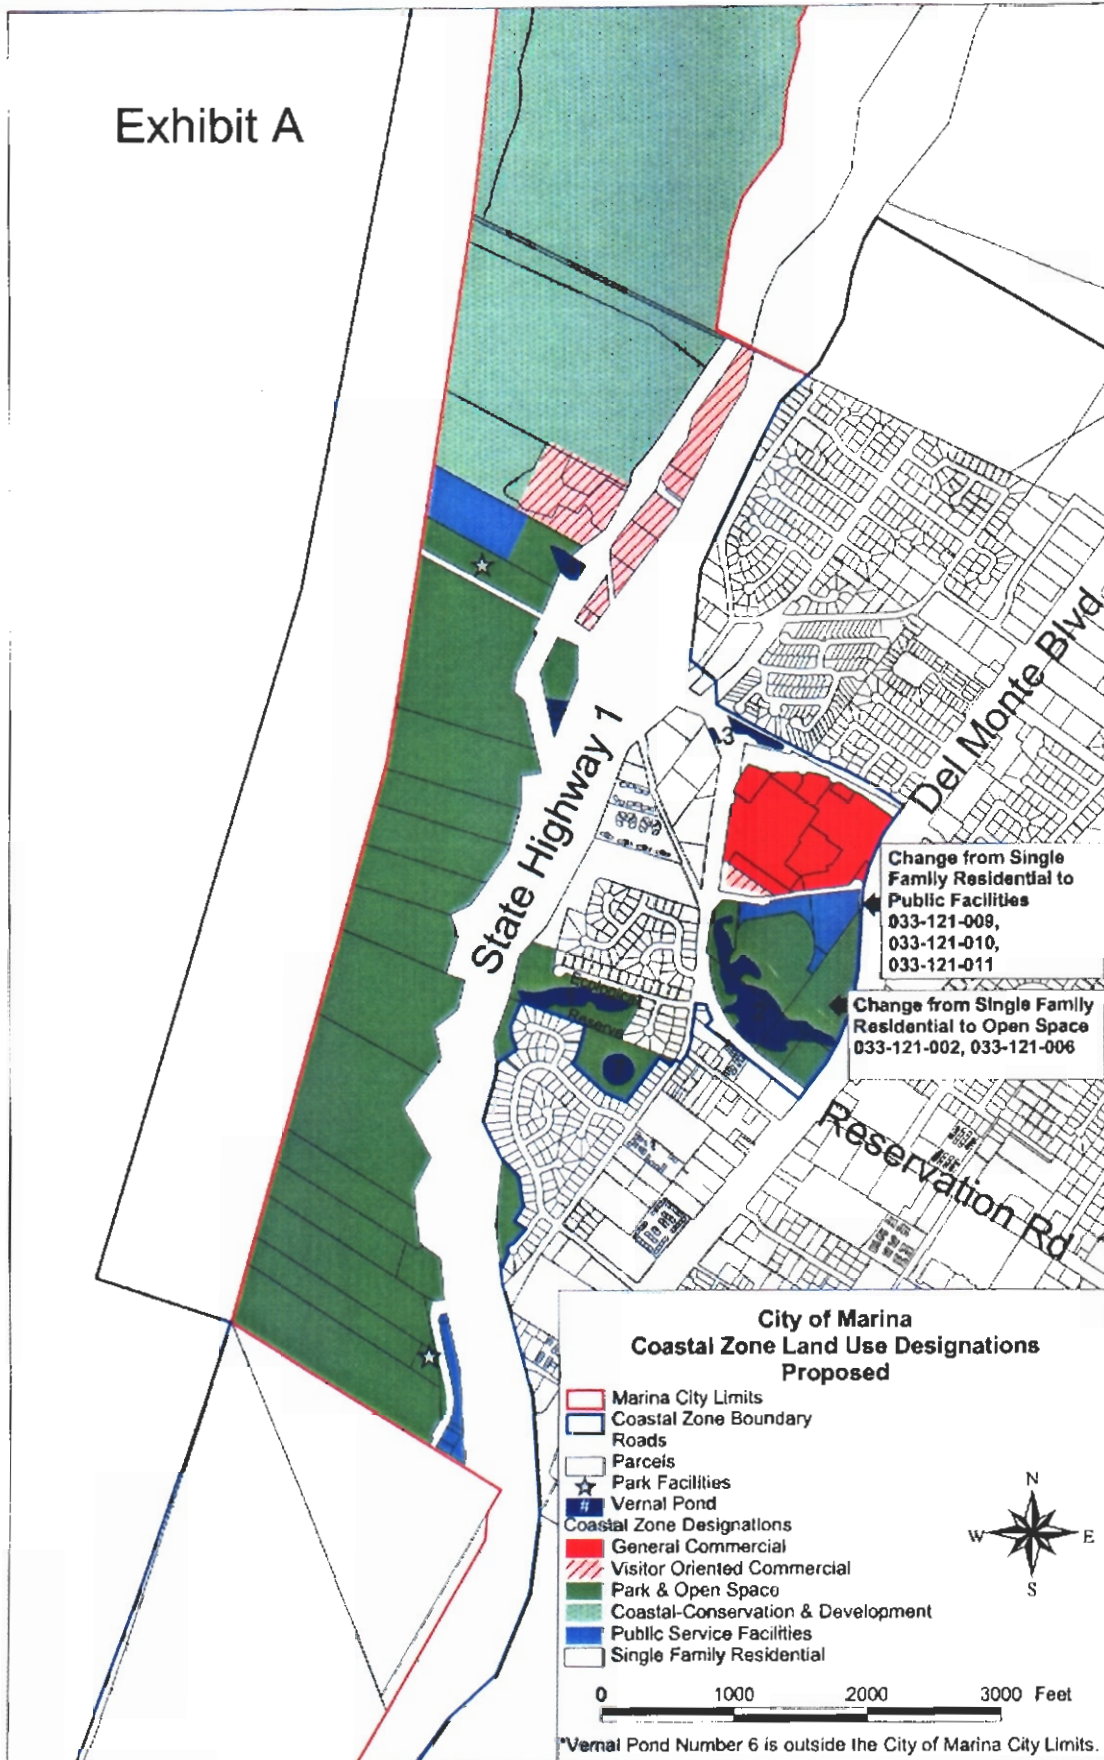 Exhibit A
State Highway 1
Del Monte Blvd
3
Change from Single
Family Residential to
Public Facilities
033-121-009,
033-121-010,
033-121-011
Change from Single Family
Residential to Open Space
033-121-002, 033-121-006
Ecological
Reserve
2
Reservation Rd
City of Marina
Coastal Zone Land Use Designations
Proposed
Marina City Limits
Coastal Zone Boundary
Roads
Parcels
Park Facilities
# Vernal Pond
Coastal Zone Designations
General Commercial
Visitor Oriented Commercial
Park & Open Space
Coastal-Conservation & Development
Public Service Facilities
Single Family Residential
N
W E
S
0 1000 2000 3000 Feet
*Vernal Pond Number 6 is outside the City of Marina City Limits.